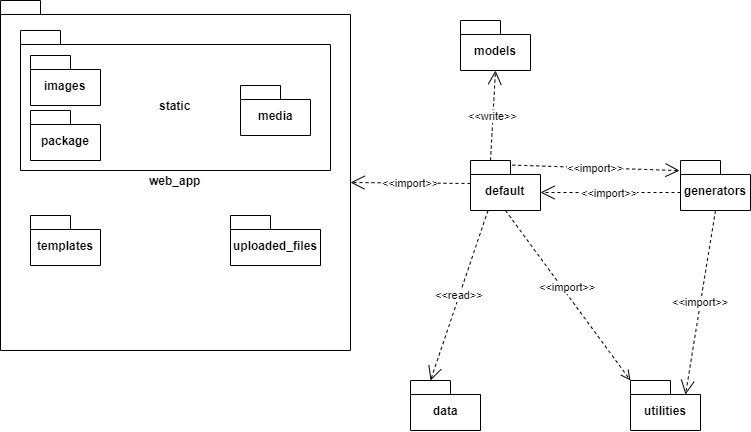 models
images
static
media
<<write>>
package
web_app
<<import>>
default
<<import>>
<<import>>
generators
templates
uploaded_files
<<read>>
<<import>>
<<import>>
data
utilities